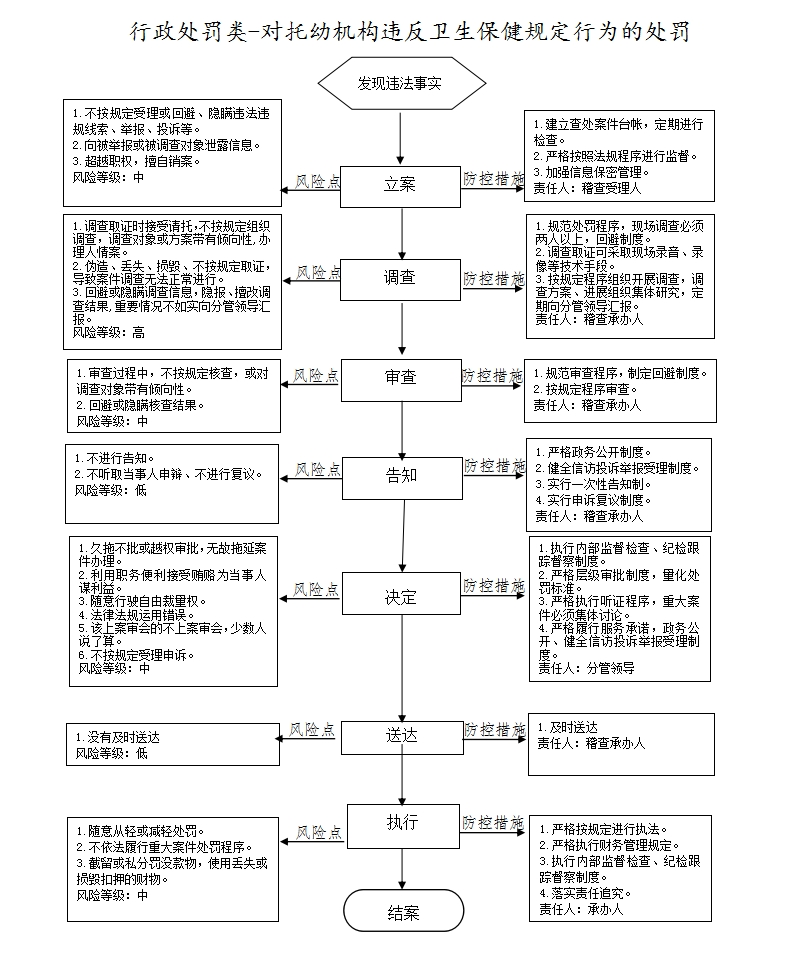 行政处罚类-对托幼机构违反卫生保健规定行为的处罚
发现违法事实
1.不按规定受理或回避、隐瞒违法违
规线索、举报、投诉等。
2.向被举报或被调查对象泄露信息。
3.超越职权，擅自销案。
风险等级：中
风险点
立案
防控措施
1.建立查处案件台帐，定期进行
检查。
2.严格按照法规程序进行监督。
3.加强信息保密管理。
责任人：稽查受理人
1.调查取证时接受请托,不按规定组织
调查，调查对象或方案带有倾向性,办
理人情案。
2.伪造、丢失、损毁、不按规定取证，
导致案件调查无法正常进行。
3.回避或隐瞒调查信息，隐报、擅改调
查结果,重要情况不如实向分管领导汇
报。
风险等级：高
风险点
调查
防控措施
1.规范处罚程序，现场调查必须
两人以上，回避制度。
2.调查取证可采取现场录音、录
像等技术手段。
3.按规定程序组织开展调查，调
查方案、进展组织集体研究，定
期向分管领导汇报。
责任人：稽查承办人
1.审查过程中，不按规定核查，或对
调查对象带有倾向性。
2.回避或隐瞒核查结果。
风险等级：中
风险点
审查
防控措施
1.规范审查程序，制定回避制度。
2.按规定程序审查。
责任人：稽查承办人
1.不进行告知。
2.不听取当事人申辩、不进行复议。
风险等级：低
风险点
告知
防控措施
1.严格政务公开制度。
2.健全信访投诉举报受理制度。
3.实行一次性告知制。
4.实行申诉复议制度。
责任人：稽查承办人
1.久拖不批或越权审批，无故拖延案
件办理。
2.利用职务便利接受贿赂为当事人
谋利益。
3.随意行驶自由裁量权。
4.法律法规运用错误。
5.该上案审会的不上案审会，少数人
说了算。
6.不按规定受理申诉。
风险等级：中
风险点
决定
防控措施
1.执行内部监督检查、纪检跟
踪督察制度。
2.严格层级审批制度，量化处
罚标准。
3.严格执行听证程序，重大案
件必须集体讨论。
4.严格履行服务承诺，政务公
开、健全信访投诉举报受理制
度。
责任人：分管领导
1.没有及时送达
风险等级：低
风险点
送达
防控措施
1.及时送达
责任人：稽查承办人
1.随意从轻或减轻处罚。
2.不依法履行重大案件处罚程序。
3.截留或私分罚没款物，使用丢失或
损毁扣押的财物。
风险等级：中
风险点
执行
防控措施
1.严格按规定进行执法。
2.严格执行财务管理规定。
3.执行内部监督检查、纪检跟
踪督察制度。
4.落实责任追究。
责任人：承办人
结案